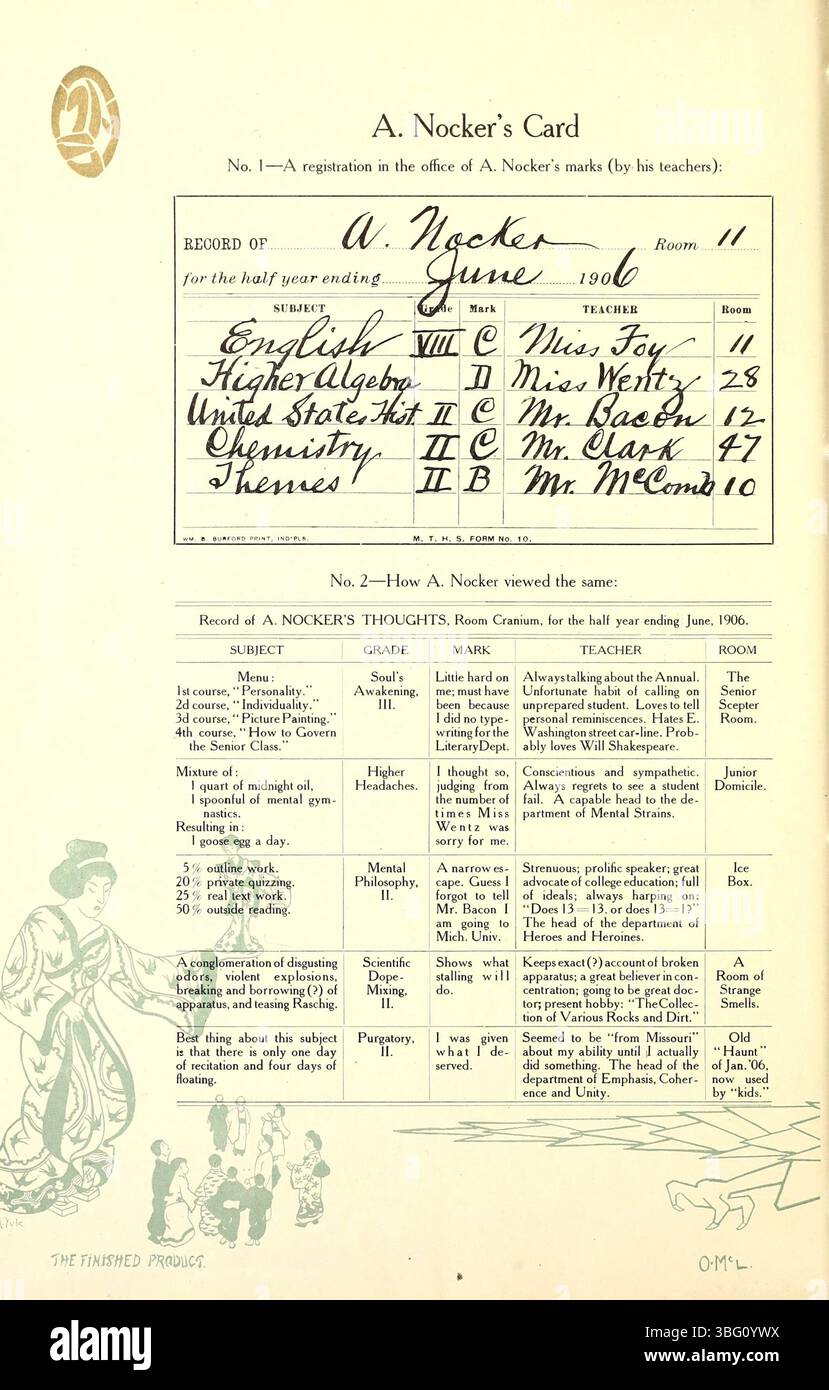 A. Nocker's Card
No. 1—A registration in the office of A. Nocker's marks (by his teachers):
RECORD OF A. Nocker Room 11
for the half year ending June 1906
SUBJECT Grade Mark TEACHER Room
English VIII C Miss Foy 11
Higher Algebra D Miss Wentz 28
United States Hist. II C Mr. Bacon 12
Chemistry II C Mr. Clark 47
Themes II B Mr. McComb 10
WM. B. BURFORD PRINT, IND'PLS. M. T. H. S. FORM No. 10.
No. 2—How A. Nocker viewed the same:
Record of A. NOCKER'S THOUGHTS, Room Cranium, for the half year ending June, 1906.
SUBJECT GRADE MARK TEACHER ROOM
Menu:
1st course, "Personality."
2d course, "Individuality."
3d course, "Picture Painting."
4th course, "How to Govern
the Senior Class."
Soul's
Awakening,
III.
Little hard on
me; must have
been because
I did no type-
writing for the
Literary Dept.
Always talking about the Annual.
Unfortunate habit of calling on
unprepared student. Loves to tell
personal reminiscences. Hates E.
Washington street car-line. Prob-
ably loves Will Shakespeare.
The
Senior
Scepter
Room.
Mixture of:
1 quart of midnight oil,
1 spoonful of mental gym-
nastics.
Resulting in:
1 goose egg a day.
Higher
Headaches.
I thought so,
judging from
the number of
times Miss
Wentz was
sorry for me.
Conscientious and sympathetic.
Always regrets to see a student
fail. A capable head to the de-
partment of Mental Strains.
Junior
Domicile.
5% outline work.
20% private quizzing.
25% real text work.
50% outside reading.
Mental
Philosophy,
II.
A narrow es-
cape. Guess I
forgot to tell
Mr. Bacon I
am going to
Mich. Univ.
Strenuous; prolific speaker; great
advocate of college education; full
of ideals; always harping on:
"Does 13=13, or does 13=1?"
The head of the department of
Heroes and Heroines.
Ice
Box.
A conglomeration of disgusting
odors, violent explosions,
breaking and borrowing (?) of
apparatus, and teasing Raschig.
Scientific
Dope-
Mixing,
II.
Shows what
stalling will
do.
Keeps exact (?) account of broken
apparatus; a great believer in con-
centration; going to be great doc-
tor; present hobby: "The Collec-
tion of Various Rocks and Dirt."
A
Room of
Strange
Smells.
Best thing about this subject
is that there is only one day
of recitation and four days of
floating.
Purgatory,
II.
I was given
what I de-
served.
Seemed to be "from Missouri"
about my ability until I actually
did something. The head of the
department of Emphasis, Coher-
ence and Unity.
Old
"Haunt"
of Jan. '06,
now used
by "kids."
THE FINISHED PRODUCT.
O. McL.
alamy
Image ID: 3BG0YWX
www.alamy.com